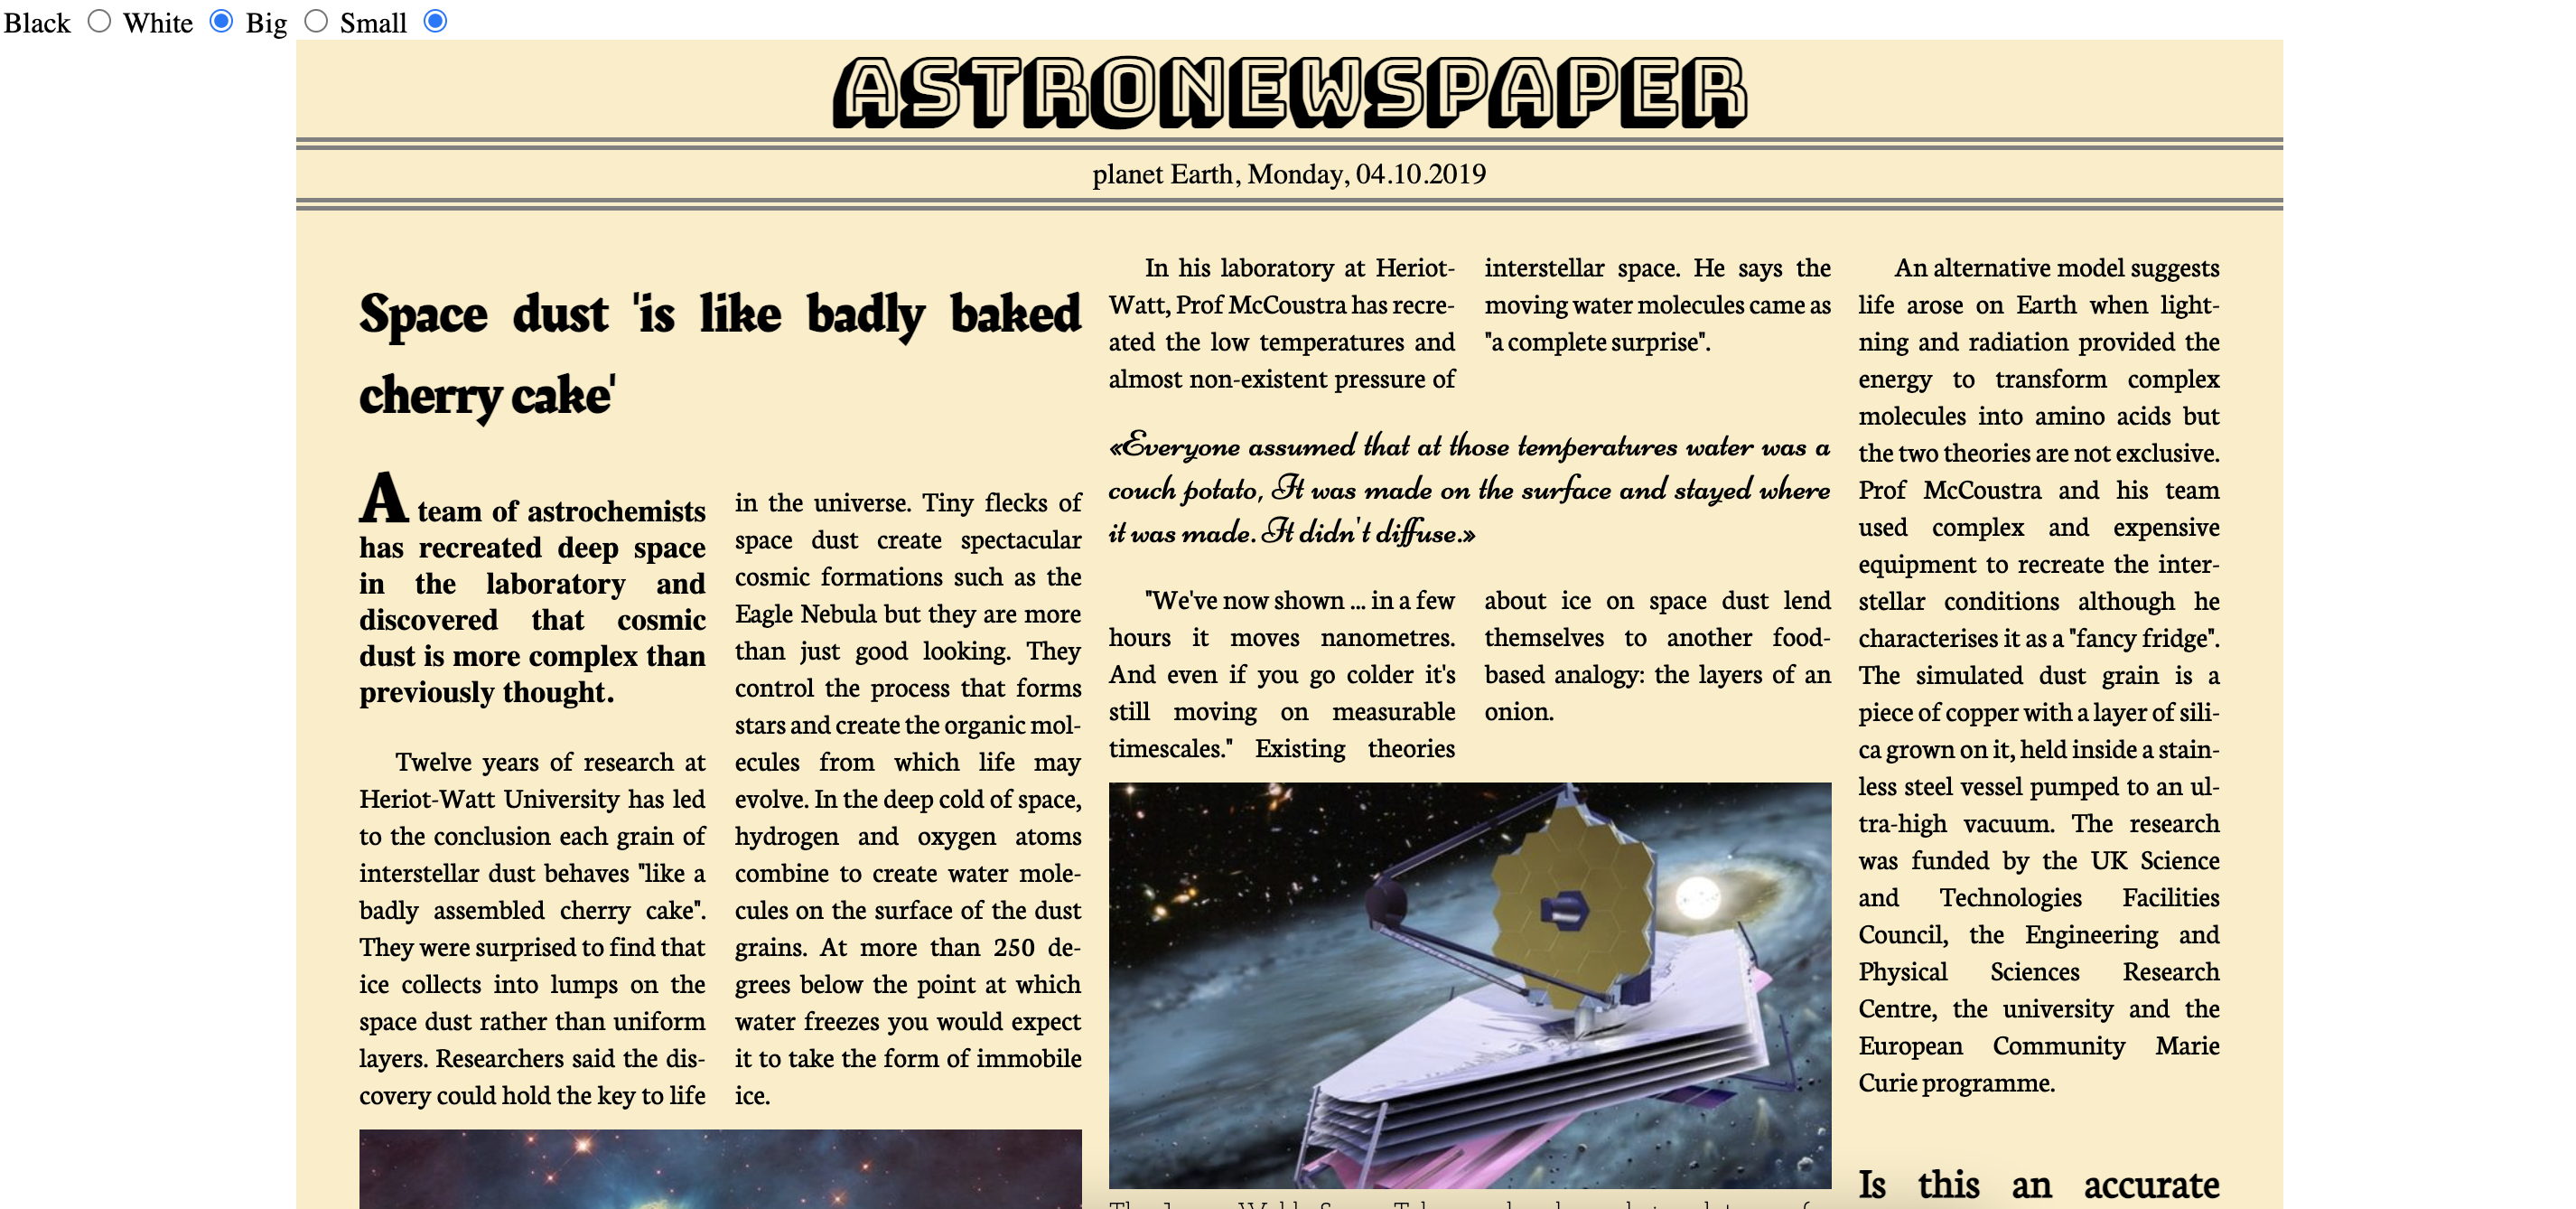 Black White Big Small
ASTRONEWSPAPER
planet Earth, Monday, 04.10.2019
Space dust 'is like badly baked
cherry cake'
A team of astrochemists
has recreated deep space
in the laboratory and
discovered that cosmic
dust is more complex than
previously thought.
Twelve years of research at
Heriot-Watt University has led
to the conclusion each grain of
interstellar dust behaves "like a
badly assembled cherry cake".
They were surprised to find that
ice collects into lumps on the
space dust rather than uniform
layers. Researchers said the dis-
covery could hold the key to life
in the universe. Tiny flecks of
space dust create spectacular
cosmic formations such as the
Eagle Nebula but they are more
than just good looking. They
control the process that forms
stars and create the organic mol-
ecules from which life may
evolve. In the deep cold of space,
hydrogen and oxygen atoms
combine to create water mole-
cules on the surface of the dust
grains. At more than 250 de-
grees below the point at which
water freezes you would expect
it to take the form of immobile
ice.
In his laboratory at Heriot-
Watt, Prof McCoustra has recre-
ated the low temperatures and
almost non-existent pressure of
interstellar space. He says the
moving water molecules came as
"a complete surprise".
«Everyone assumed that at those temperatures water was a
couch potato, It was made on the surface and stayed where
it was made. It didn't diffuse.»
"We've now shown ... in a few
hours it moves nanometres.
And even if you go colder it's
still moving on measurable
timescales." Existing theories
about ice on space dust lend
themselves to another food-
based analogy: the layers of an
onion.
An alternative model suggests
life arose on Earth when light-
ning and radiation provided the
energy to transform complex
molecules into amino acids but
the two theories are not exclusive.
Prof McCoustra and his team
used complex and expensive
equipment to recreate the inter-
stellar conditions although he
characterises it as a "fancy fridge".
The simulated dust grain is a
piece of copper with a layer of sili-
ca grown on it, held inside a stain-
less steel vessel pumped to an ul-
tra-high vacuum. The research
was funded by the UK Science
and Technologies Facilities
Council, the Engineering and
Physical Sciences Research
Centre, the university and the
European Community Marie
Curie programme.
Is this an accurate